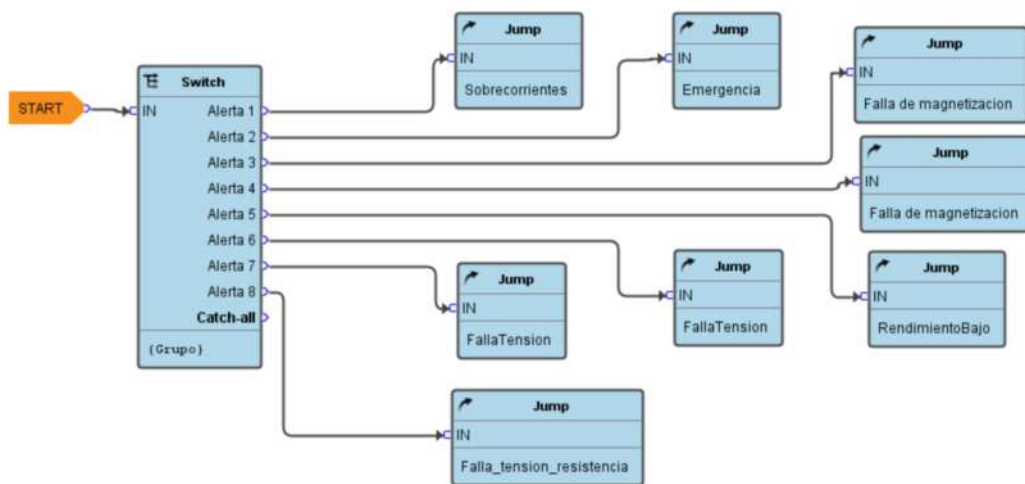 START
Switch
IN
Alerta 1
Alerta 2
Alerta 3
Alerta 4
Alerta 5
Alerta 6
Alerta 7
Alerta 8
Catch-all
{Grupo}
Jump
IN
Sobrecorrientes
Jump
IN
Emergencia
Jump
IN
Falla de magnetizacion
Jump
IN
Falla de magnetizacion
Jump
IN
FallaTension
Jump
IN
FallaTension
Jump
IN
RendimientoBajo
Jump
IN
Falla_tension_resistencia